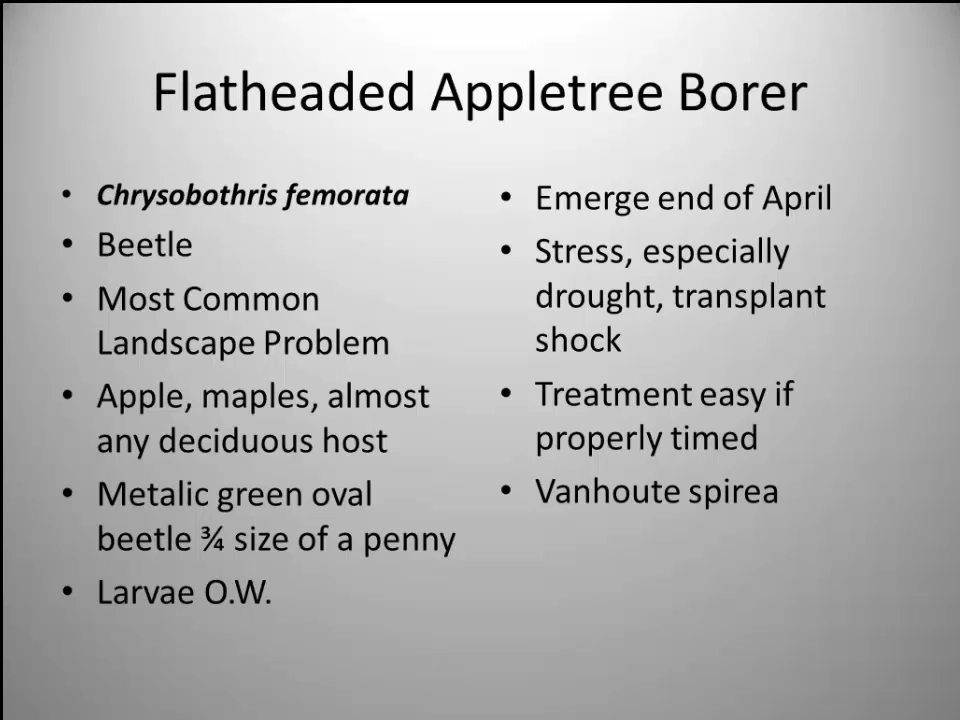 Flatheaded Appletree Borer
• Chrysobothris femorata
• Beetle
• Most Common
Landscape Problem
• Apple, maples, almost
any deciduous host
• Metalic green oval
beetle ¾ size of a penny
• Larvae O.W.
• Emerge end of April
• Stress, especially
drought, transplant
shock
• Treatment easy if
properly timed
• Vanhoute spirea